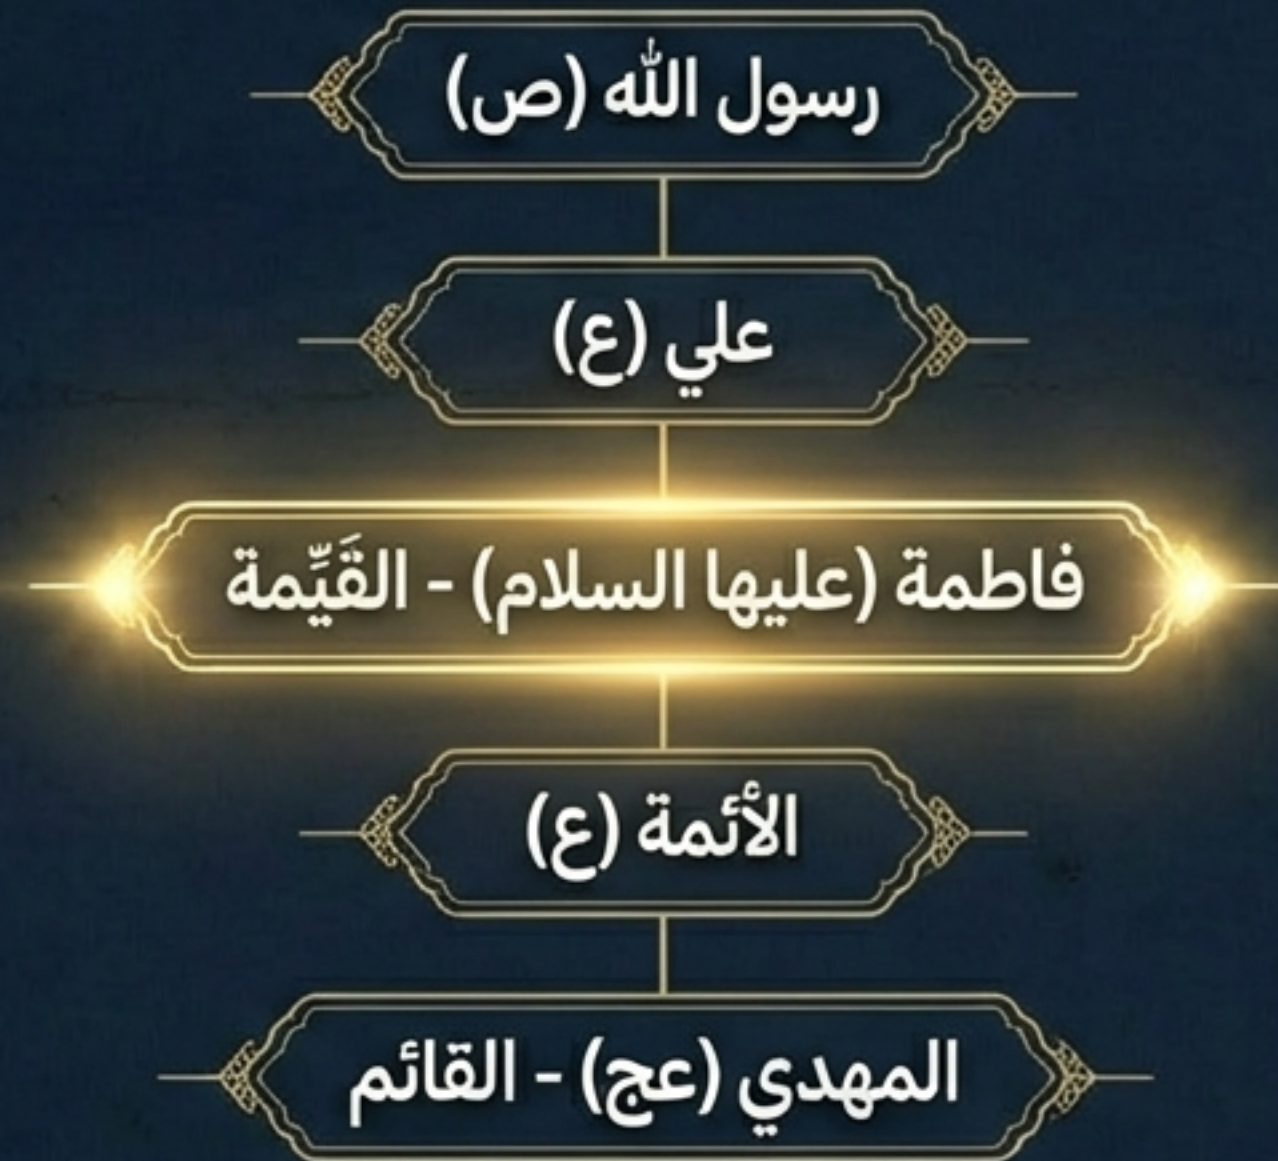 رسول الله (ص)
علي (ع)
فاطمة (عليها السلام) - القَيِّمة
الأئمة (ع)
المهدي (عج) - القائم